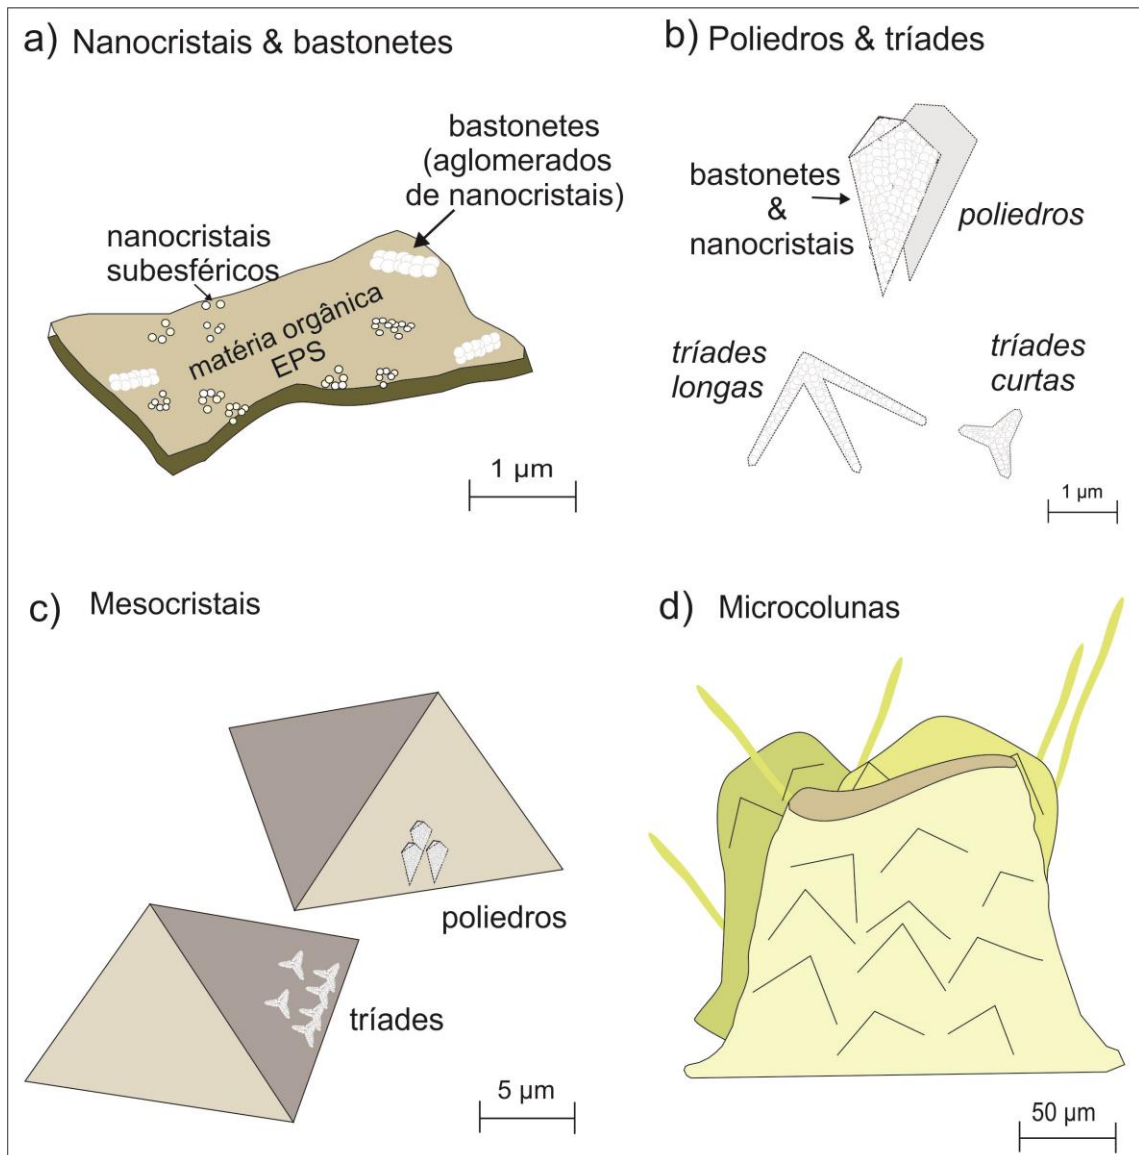 a) Nanocristais & bastonetes
bastonetes
(aglomerados
de nanocristais)
nanocristais
subesféricos
matéria orgânica
EPS
1 µm
b) Poliedros & tríades
bastonetes
&
nanocristais
poliedros
tríades
longas
tríades
curtas
1 µm
c) Mesocristais
poliedros
tríades
5 µm
d) Microcolunas
50 µm